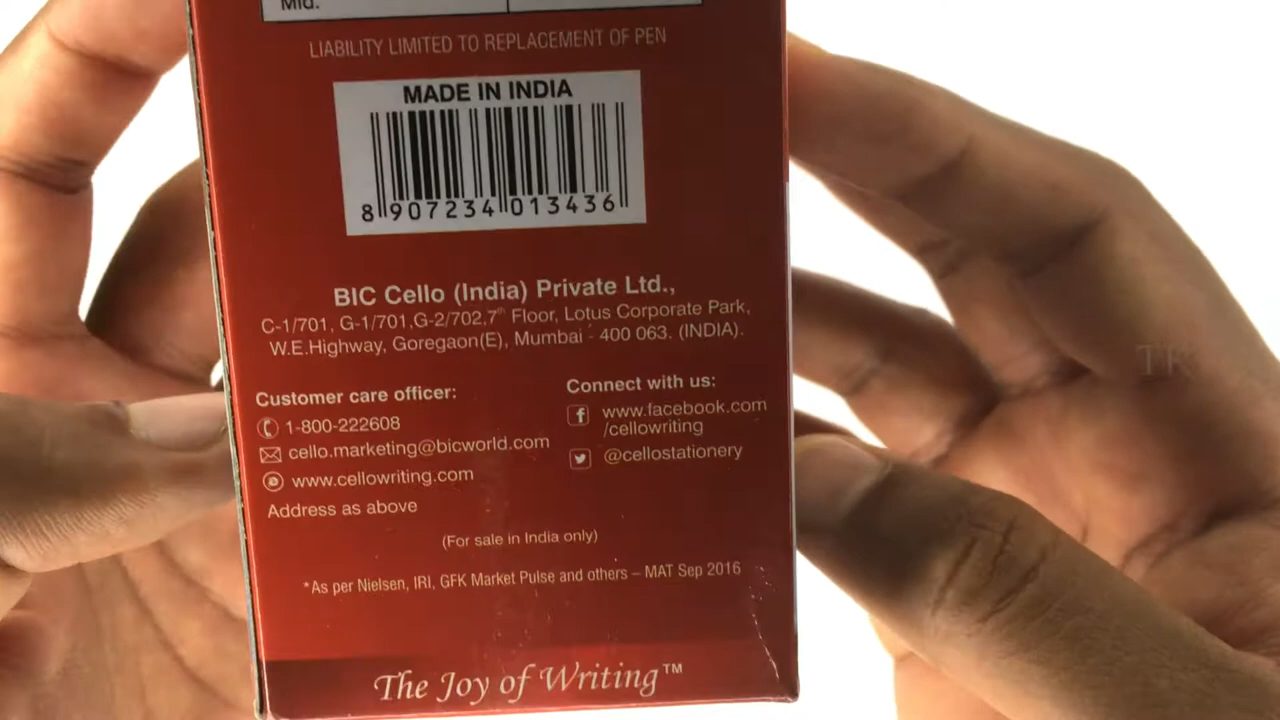 Mfd.
LIABILITY LIMITED TO REPLACEMENT OF PEN
MADE IN INDIA
8 907234 013436
BIC Cello (India) Private Ltd.,
C-1/701, G-1/701,G-2/702,7th Floor, Lotus Corporate Park,
W.E.Highway, Goregaon(E), Mumbai - 400 063. (INDIA).
Customer care officer:
1-800-222608
cello.marketing@bicworld.com
www.cellowriting.com
Address as above
Connect with us:
www.facebook.com
/cellowriting
@cellostationery
(For sale in India only)
*As per Nielsen, IRI, GFK Market Pulse and others – MAT Sep 2016
The Joy of Writing™